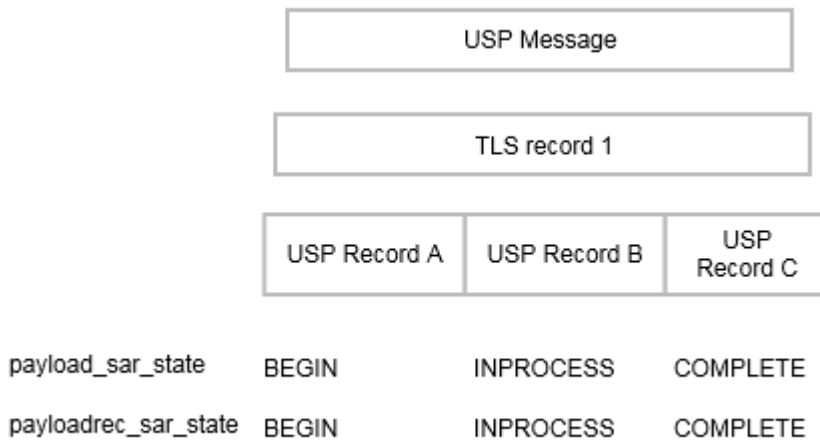 USP Message
TLS record 1
USP Record A
USP Record B
USP
Record C
payload_sar_state BEGIN INPROCESS COMPLETE
payloadrec_sar_state BEGIN INPROCESS COMPLETE